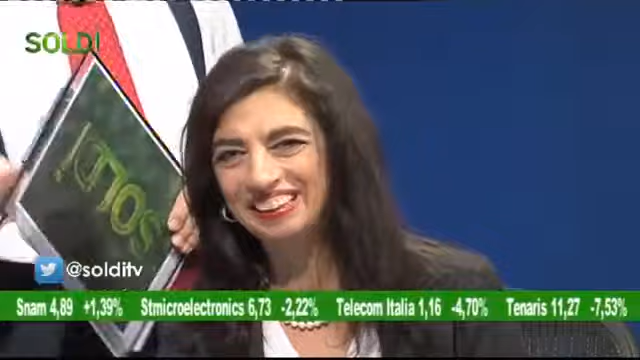 SOLDI
SOLDI
@solditv
Snam 4,89 +1,39% Stmicroelectronics 6,73 -2,22% Telecom Italia 1,16 -4,70% Tenaris 11,27 -7,53%